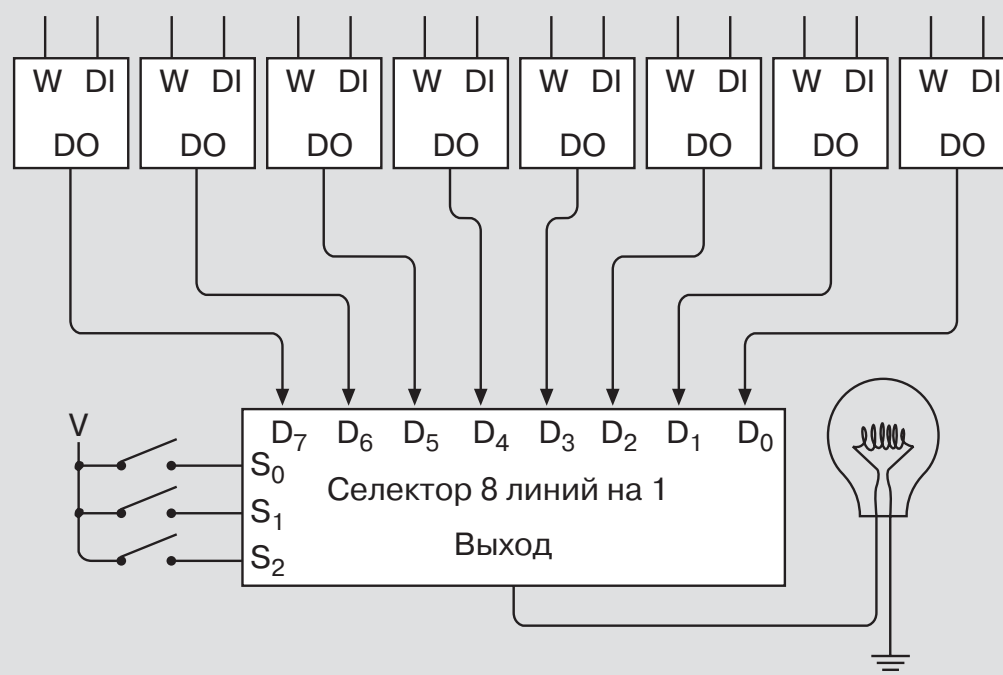 W DI W DI W DI W DI W DI W DI W DI W DI
DO DO DO DO DO DO DO DO
V
D7 D6 D5 D4 D3 D2 D1 D0
S0
Селектор 8 линий на 1
S1
Выход
S2